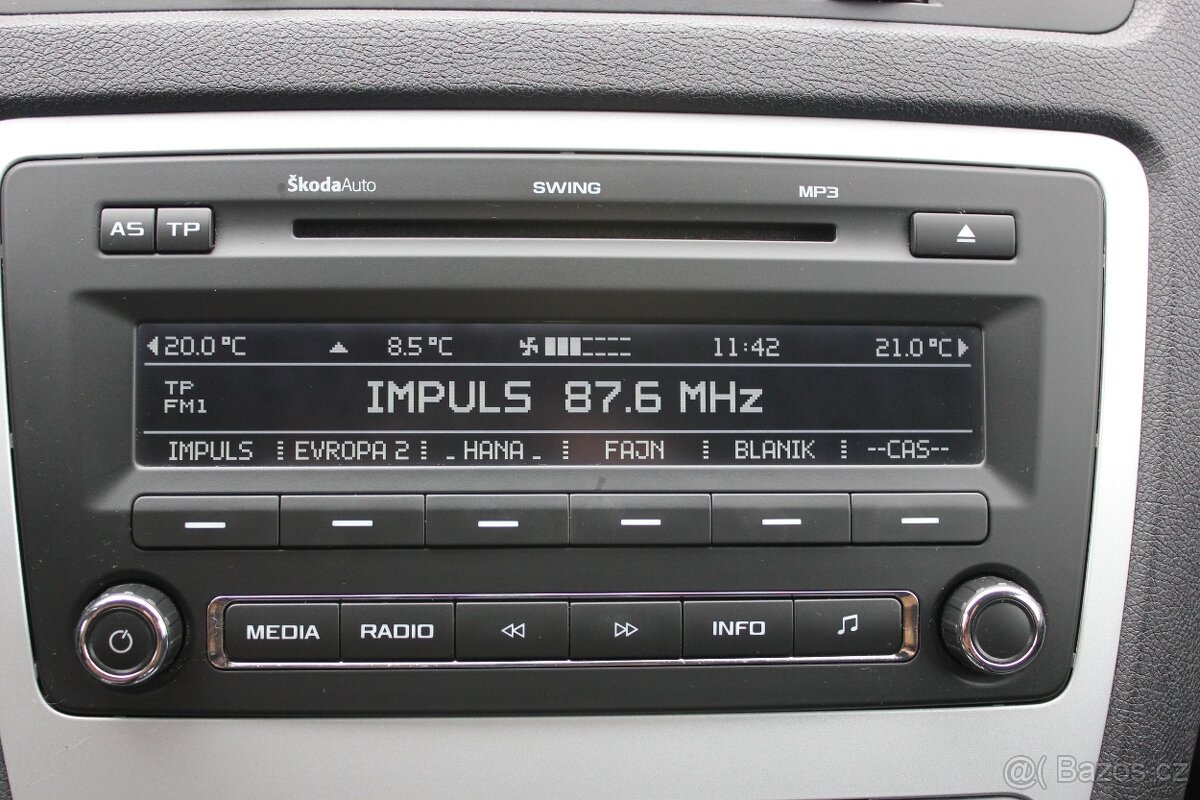 ŠkodaAuto SWING MP3
AS TP
20.0°C 8.5°C 11:42 21.0°C
TP
FM1
IMPULS 87.6 MHz
IMPULS EVROPA 2 _ HANA _ FAJN BLANIK --CAS--
MEDIA RADIO INFO
@( Bazos.cz